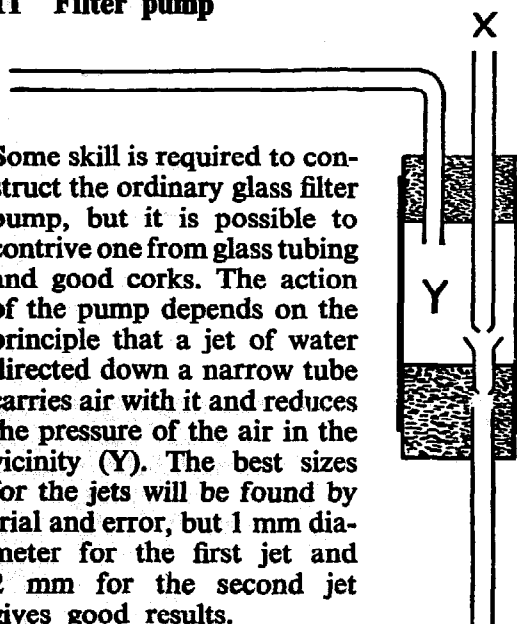 11 Filter pump
X
Some skill is required to con-
struct the ordinary glass filter
pump, but it is possible to
contrive one from glass tubing
and good corks. The action
of the pump depends on the
principle that a jet of water
directed down a narrow tube
carries air with it and reduces
the pressure of the air in the
vicinity (Y). The best sizes
for the jets will be found by
trial and error, but 1 mm dia-
meter for the first jet and
2 mm for the second jet
gives good results.
Y